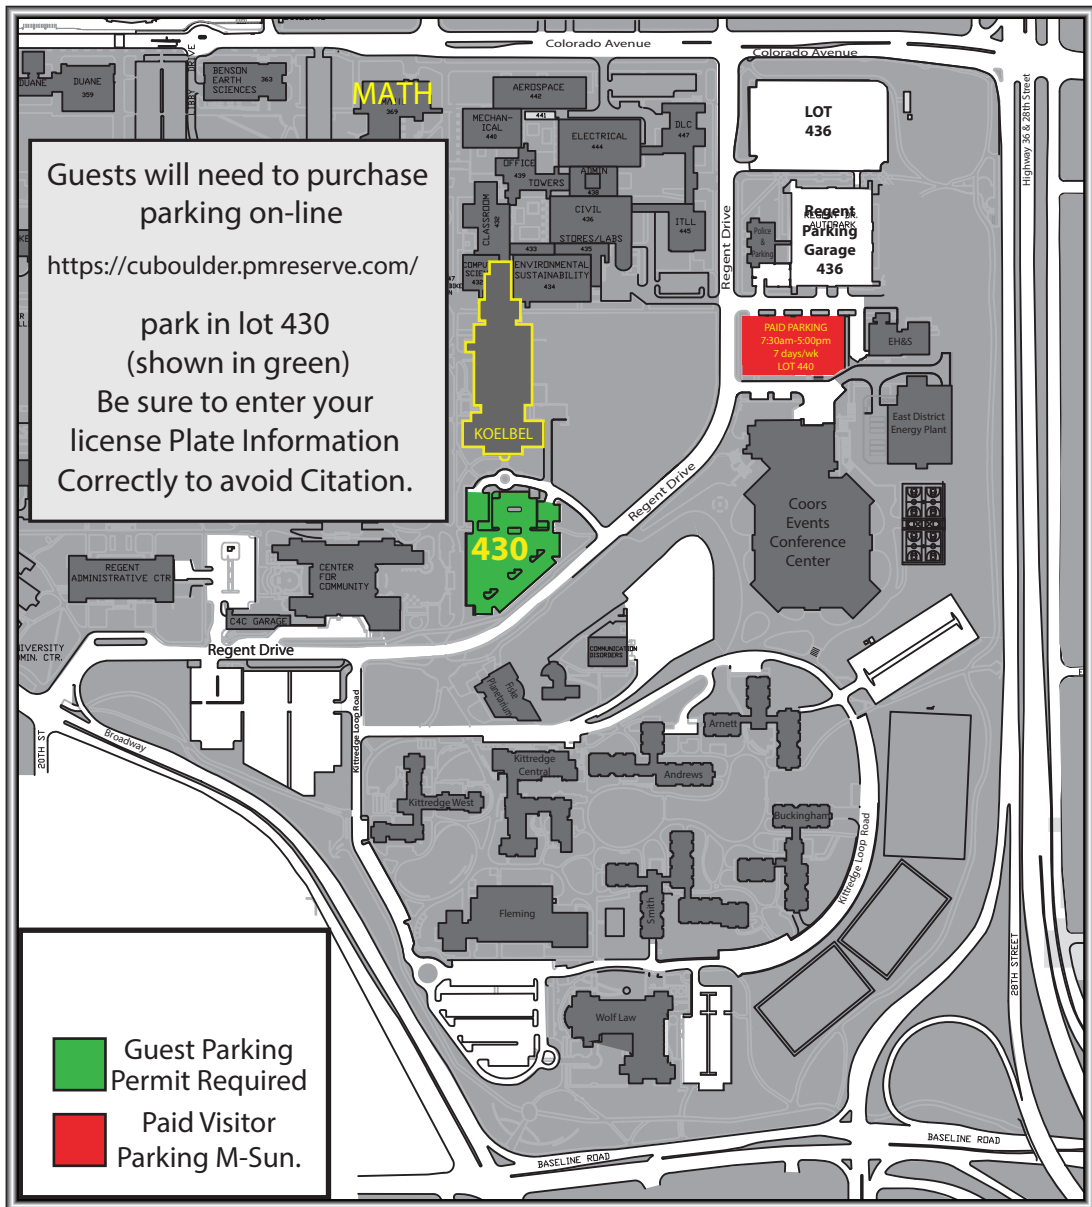 Colorado Avenue
Colorado Avenue
DUANE
DUANE
359
LIBBY DRIVE
BENSON
EARTH
SCIENCES
363
MATH
369
AEROSPACE
442
MECHAN-
ICAL
440
441
ELECTRICAL
444
DLC
447
OFFICE
439
TOWERS
ADMIN
438
CIVIL
436
STORES/LABS
433
435
ITLL
445
CLASSROOM
432
ENVIRONMENTAL
SUSTAINABILITY
434
LOT
436
Regent
Parking
Garage
436
Police
&
Parking
Regent Drive
Highway 36 & 28th Street
Guests will need to purchase
parking on-line
https://cuboulder.pmreserve.com/
park in lot 430
(shown in green)
Be sure to enter your
license Plate Information
Correctly to avoid Citation.
PAID PARKING
7:30am-5:00pm
7 days/wk
LOT 440
EH&S
East District
Energy Plant
KOELBEL
430
Regent Drive
Coors
Events
Conference
Center
REGENT
ADMINISTRATIVE CTR
CENTER
FOR
COMMUNITY
C4C GARAGE
Regent Drive
COMMUNICATION
DISORDERS
Fiske
Planetarium
20TH ST
Broadway
Kittredge Loop Road
Kittredge West
Kittredge
Central
Arnett
Andrews
Buckingham
Kittredge Loop Road
Smith
Fleming
Wolf Law
28TH STREET
BASELINE ROAD
BASELINE ROAD
Guest Parking
Permit Required
Paid Visitor
Parking M-Sun.